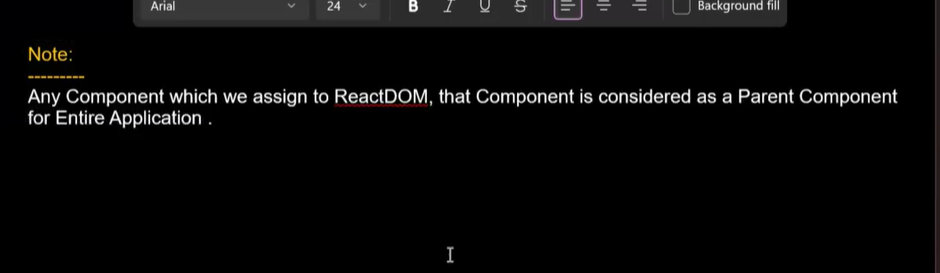 Arial 24 B I U S Background fill
Note:
---------
Any Component which we assign to ReactDOM, that Component is considered as a Parent Component
for Entire Application .